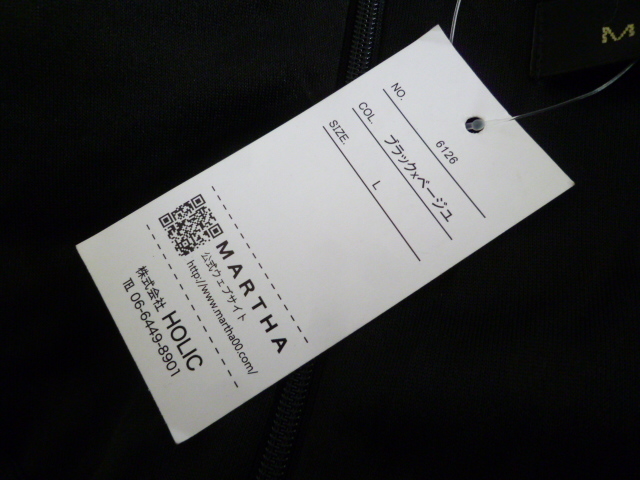 NO. 6126
COL. ブラック×ベージュ
SIZE. L
MARTHA
公式ウェブサイト
http://www.martha00.com/
株式会社 HOLIC
℡ 06-6449-8901
M